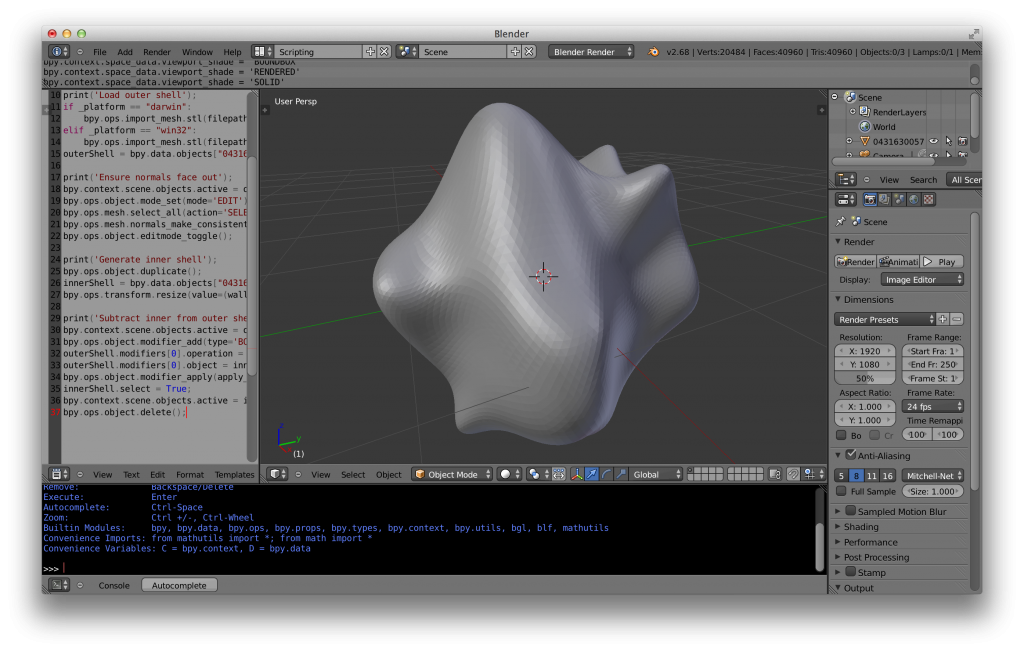 Blender
File Add Render Window Help Scripting Scene Blender Render v2.68 | Verts:20484 | Faces:40960 | Tris:40960 | Objects:0/3 | Lamps:0/1 | Mem:
bpy.context.space_data.viewport_shade = 'BOUNDBOX'
bpy.context.space_data.viewport_shade = 'RENDERED'
bpy.context.space_data.viewport_shade = 'SOLID'
10 print('Load outer shell');
11 if _platform == "darwin":
12 bpy.ops.import_mesh.stl(filepath
13 elif _platform == "win32":
14 bpy.ops.import_mesh.stl(filepath
15 outerShell = bpy.data.objects["0431
16
17 print('Ensure normals face out');
18 bpy.context.scene.objects.active =
19 bpy.ops.object.mode_set(mode='EDIT'
20 bpy.ops.mesh.select_all(action='SELE
21 bpy.ops.mesh.normals_make_consistent
22 bpy.ops.object.editmode_toggle();
23
24 print('Generate inner shell');
25 bpy.ops.object.duplicate();
26 innerShell = bpy.data.objects["0431
27 bpy.ops.transform.resize(value=(wall
28
29 print('Subtract inner from outer she
30 bpy.context.scene.objects.active =
31 bpy.ops.object.modifier_add(type='BO
32 outerShell.modifiers[0].operation =
33 outerShell.modifiers[0].object = inn
34 bpy.ops.object.modifier_apply(apply_
35 innerShell.select = True;
36 bpy.context.scene.objects.active = i
37 bpy.ops.object.delete();
View Text Edit Format Templates
User Persp
z
y
(1)
View Select Object Object Mode Global
Remove: Backspace/Delete
Execute: Enter
Autocomplete: Ctrl-Space
Zoom: Ctrl +/-, Ctrl-Wheel
Builtin Modules: bpy, bpy.data, bpy.ops, bpy.props, bpy.types, bpy.context, bpy.utils, bgl, blf, mathutils
Convenience Imports: from mathutils import *; from math import *
Convenience Variables: C = bpy.context, D = bpy.data
>>>
Console Autocomplete
Scene
RenderLayers
World
0431630057
Camera
View Search All Scen
Scene
Render
Render Animati Play
Display: Image Editor
Dimensions
Render Presets
Resolution: Frame Range:
X: 1920 Start Fra: 1
Y: 1080 End Fr: 250
50% Frame St: 1
Aspect Ratio: Frame Rate:
X: 1.000 24 fps
Y: 1.000 Time Remappi
Bo Cr 100 100
Anti-Aliasing
5 8 11 16 Mitchell-Net
Full Sample Size: 1.000
Sampled Motion Blur
Shading
Performance
Post Processing
Stamp
Output